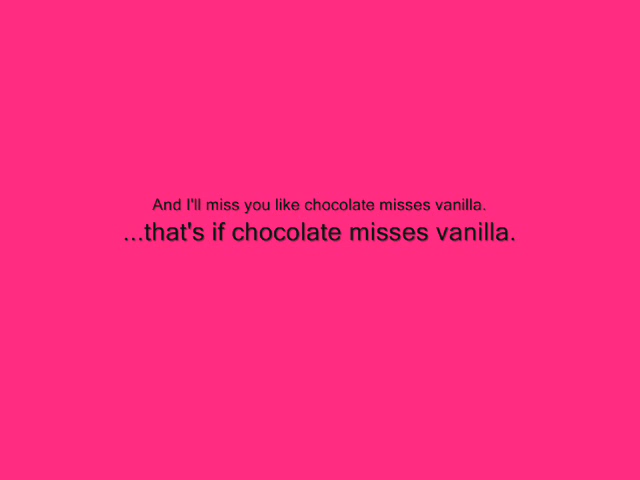 And I'll miss you like chocolate misses vanilla.
...that's if chocolate misses vanilla.